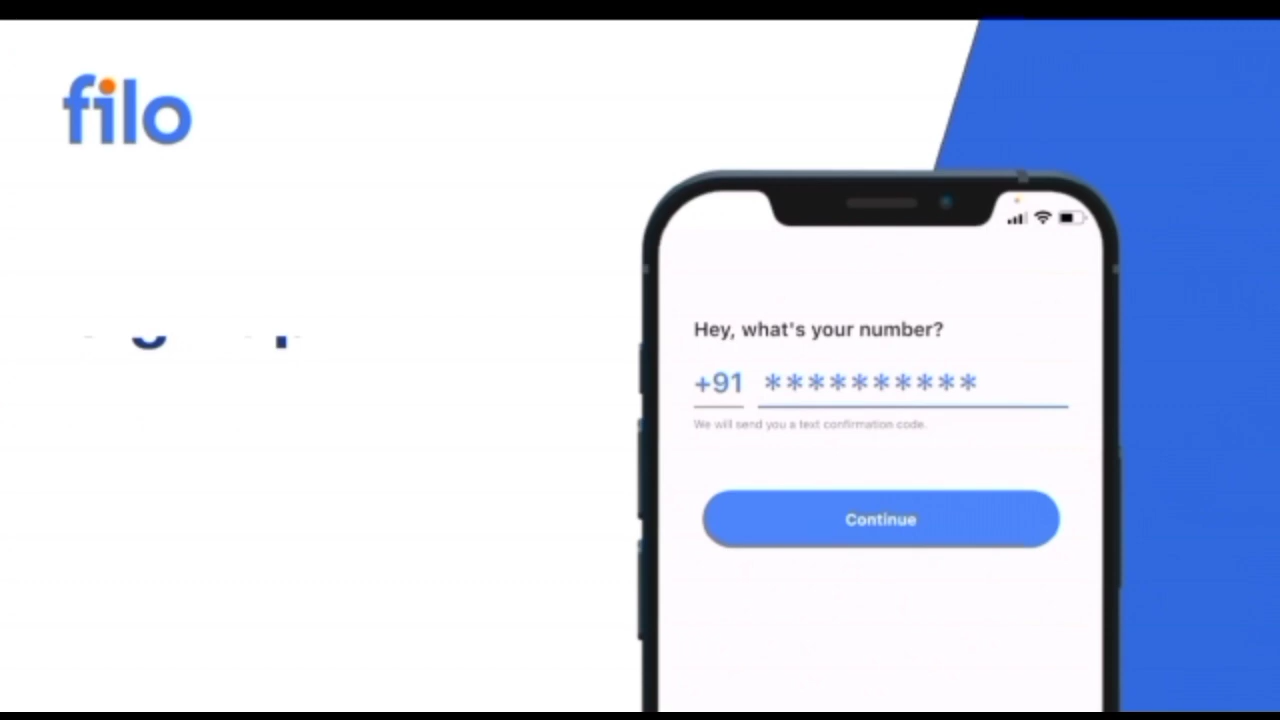 filo
Hey, what's your number?
+91 **********
We will send you a text confirmation code.
Continue